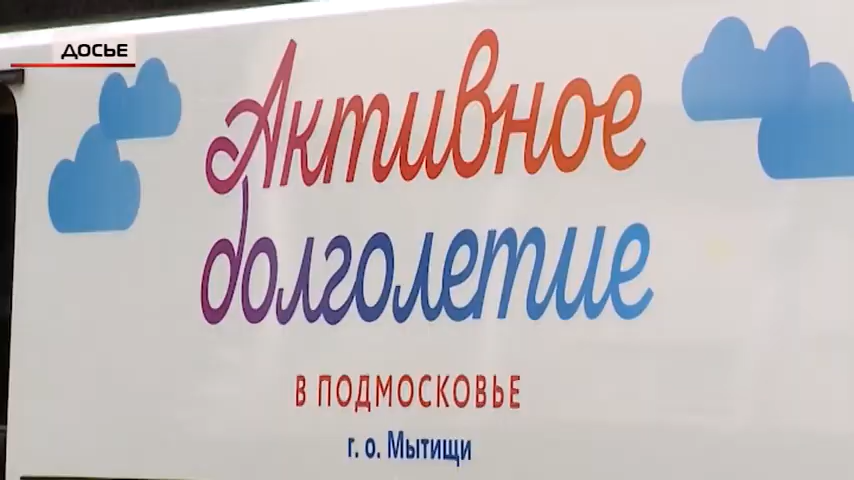 ДОСЬЕ
Активное
долголетие
В ПОДМОСКОВЬЕ
г. о. Мытищи